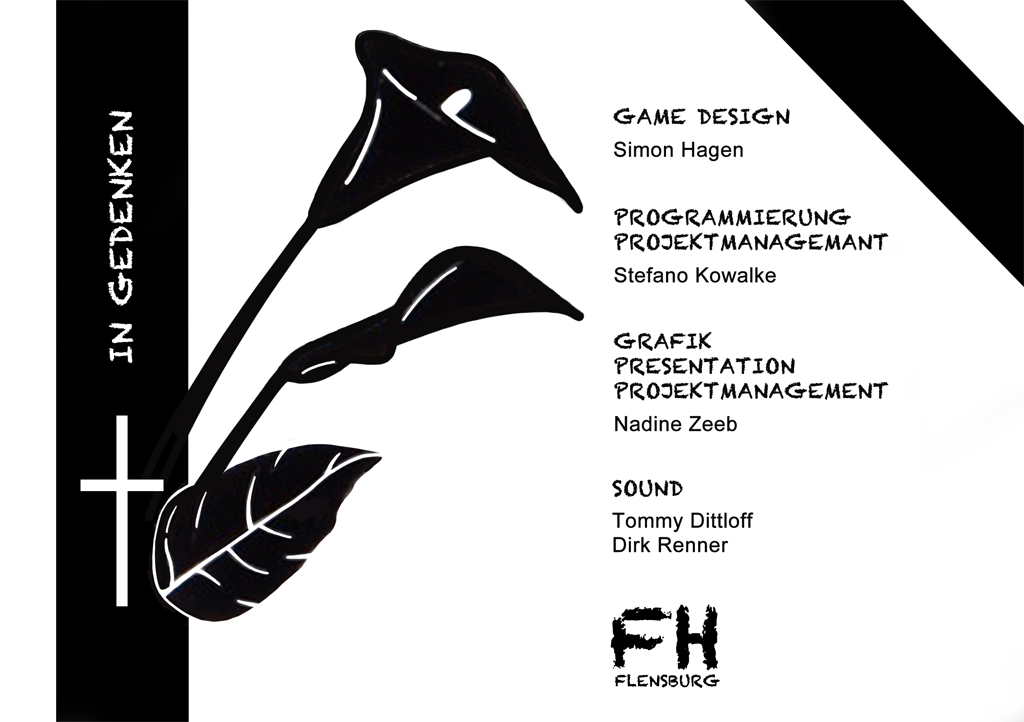 IN GEDENKEN
GAME DESIGN
Simon Hagen
PROGRAMMIERUNG
PROJEKTMANAGEMANT
Stefano Kowalke
GRAFIK
PRESENTATION
PROJEKTMANAGEMENT
Nadine Zeeb
SOUND
Tommy Dittloff
Dirk Renner
FH
FLENSBURG